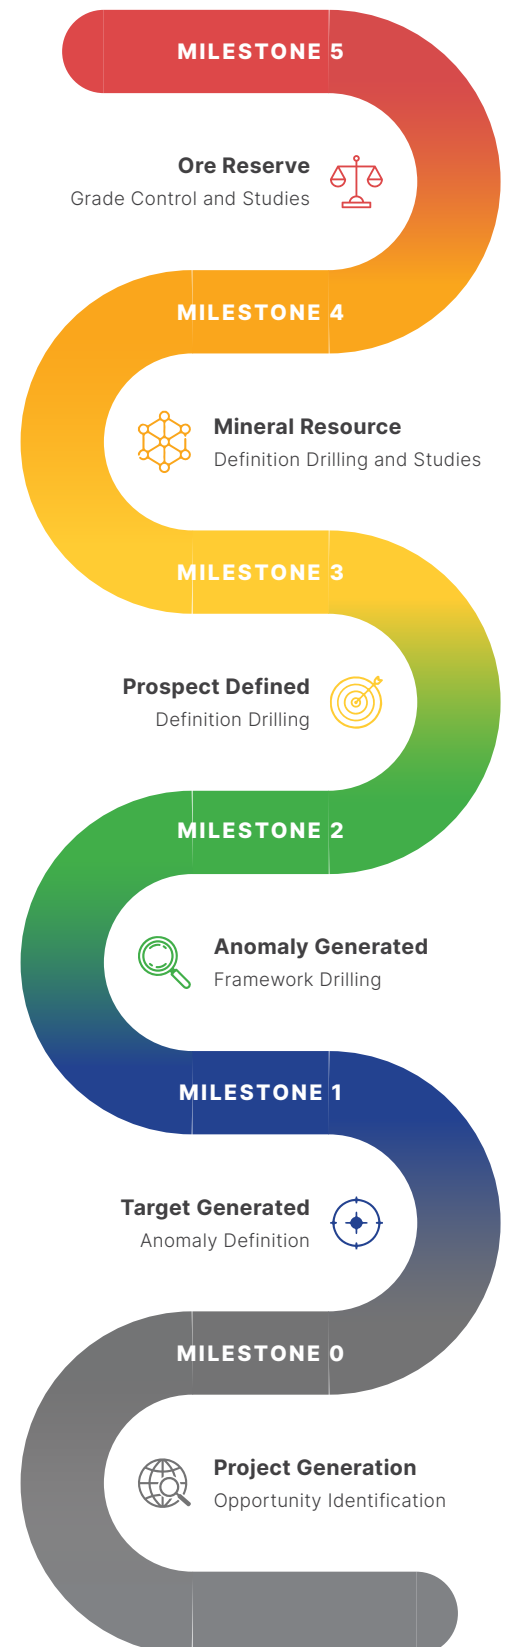 MILESTONE 5
Ore Reserve
Grade Control and Studies
MILESTONE 4
Mineral Resource
Definition Drilling and Studies
MILESTONE 3
Prospect Defined
Definition Drilling
MILESTONE 2
Anomaly Generated
Framework Drilling
MILESTONE 1
Target Generated
Anomaly Definition
MILESTONE 0
Project Generation
Opportunity Identification